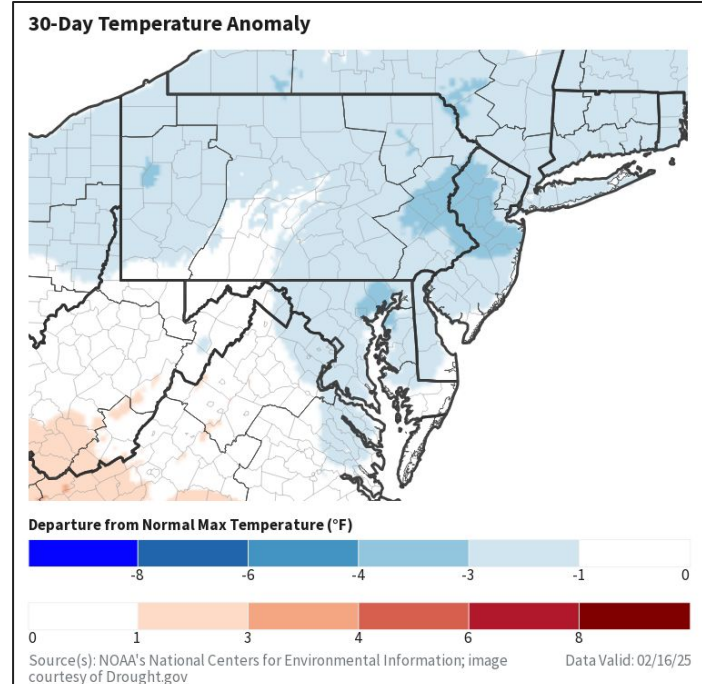 30-Day Temperature Anomaly
Departure from Normal Max Temperature (°F)
-8 -6 -4 -3 -1 0
0 1 3 4 6 8
Source(s): NOAA's National Centers for Environmental Information; image Data Valid: 02/16/25
courtesy of Drought.gov